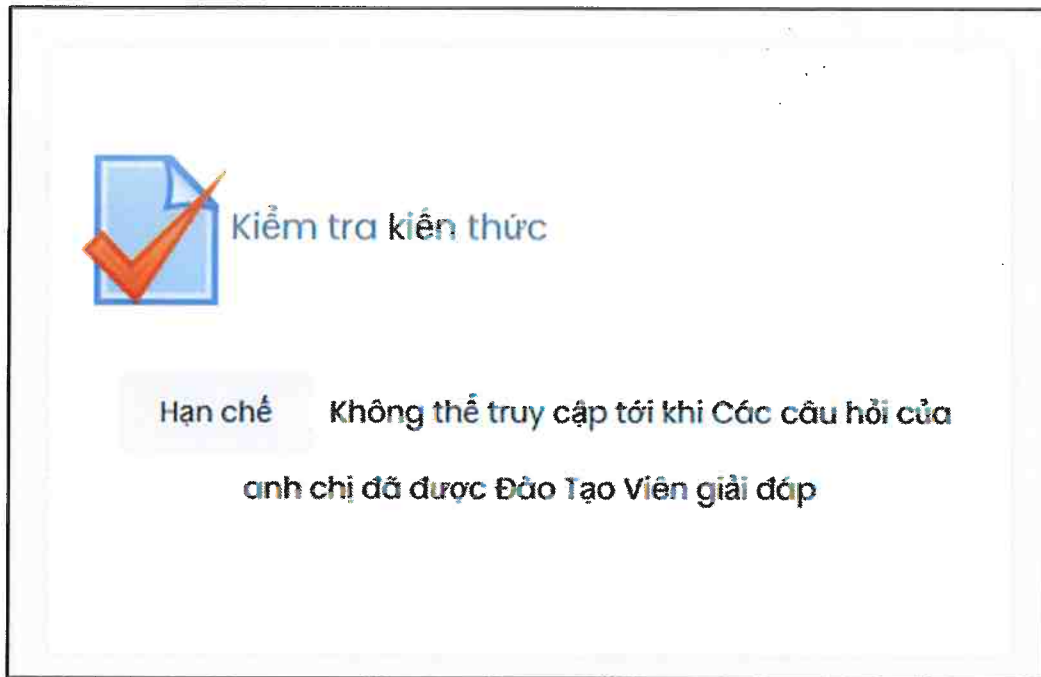 Kiểm tra kiến thức
Hạn chế Không thể truy cập tới khi Các câu hỏi của
anh chị đã được Đào Tạo Viên giải đáp